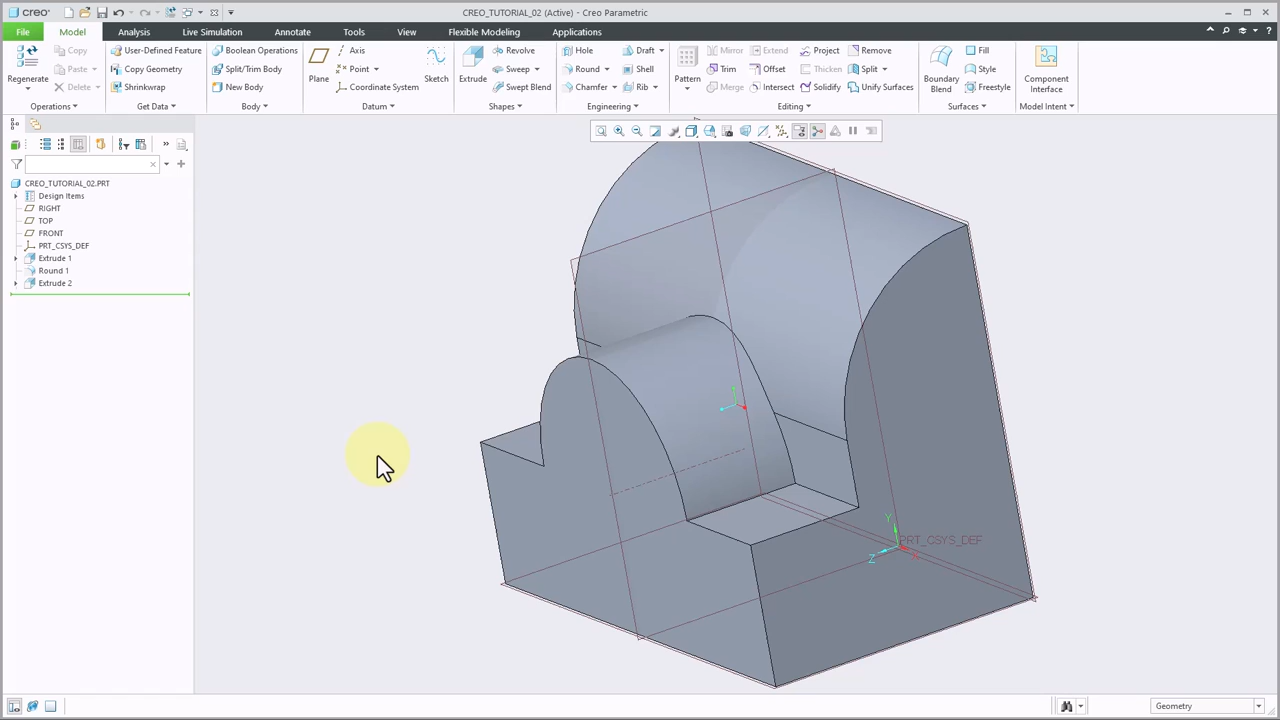 creo® CREO_TUTORIAL_02 (Active) - Creo Parametric
File Model Analysis Live Simulation Annotate Tools View Flexible Modeling Applications
Regenerate Copy Paste Delete User-Defined Feature Copy Geometry Shrinkwrap Boolean Operations Split/Trim Body New Body Plane Axis Point Coordinate System Sketch Extrude Revolve Sweep Swept Blend Hole Round Chamfer Draft Shell Rib Pattern Mirror Trim Merge Extend Offset Intersect Project Thicken Solidify Remove Split Unify Surfaces Boundary Blend Fill Style Freestyle Component Interface
Operations Get Data Body Datum Shapes Engineering Editing Surfaces Model Intent
CREO_TUTORIAL_02.PRT
Design Items
RIGHT
TOP
FRONT
PRT_CSYS_DEF
Extrude 1
Round 1
Extrude 2
Y
PRT_CSYS_DEF
Z X
Geometry